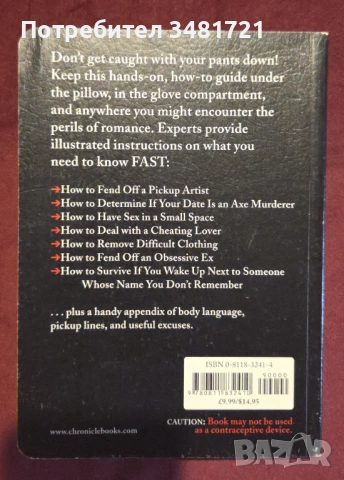 3481721
Don't get caught with your pants down!
Keep this hands-on, how-to guide under
the pillow, in the glove compartment,
and anywhere you might encounter the
perils of romance. Experts provide
illustrated instructions on what you
need to know FAST:
➔How to Fend Off a Pickup Artist
➔How to Determine If Your Date Is an Axe Murderer
➔How to Have Sex in a Small Space
➔How to Deal with a Cheating Lover
➔How to Remove Difficult Clothing
➔How to Fend Off an Obsessive Ex
➔How to Survive If You Wake Up Next to Someone
Whose Name You Don't Remember
. . . plus a handy appendix of body language,
pickup lines, and useful excuses.
ISBN 0-8118-3241-4
90000
9 780811 832410
£9.99/$14.95
www.chroniclebooks.com
CAUTION: Book may not be used
as a contraceptive device.
BAZAR